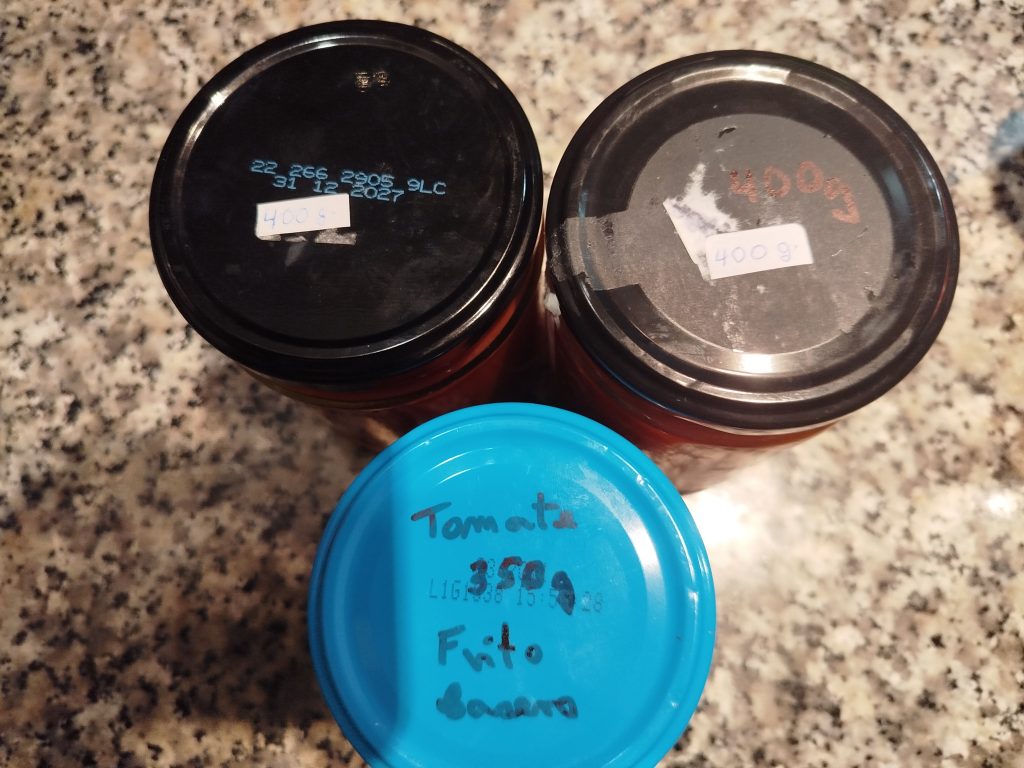 22 266 2905 9LC
31 12 2027
400 g.
400g
400 g.
Tomate
350g
Frito